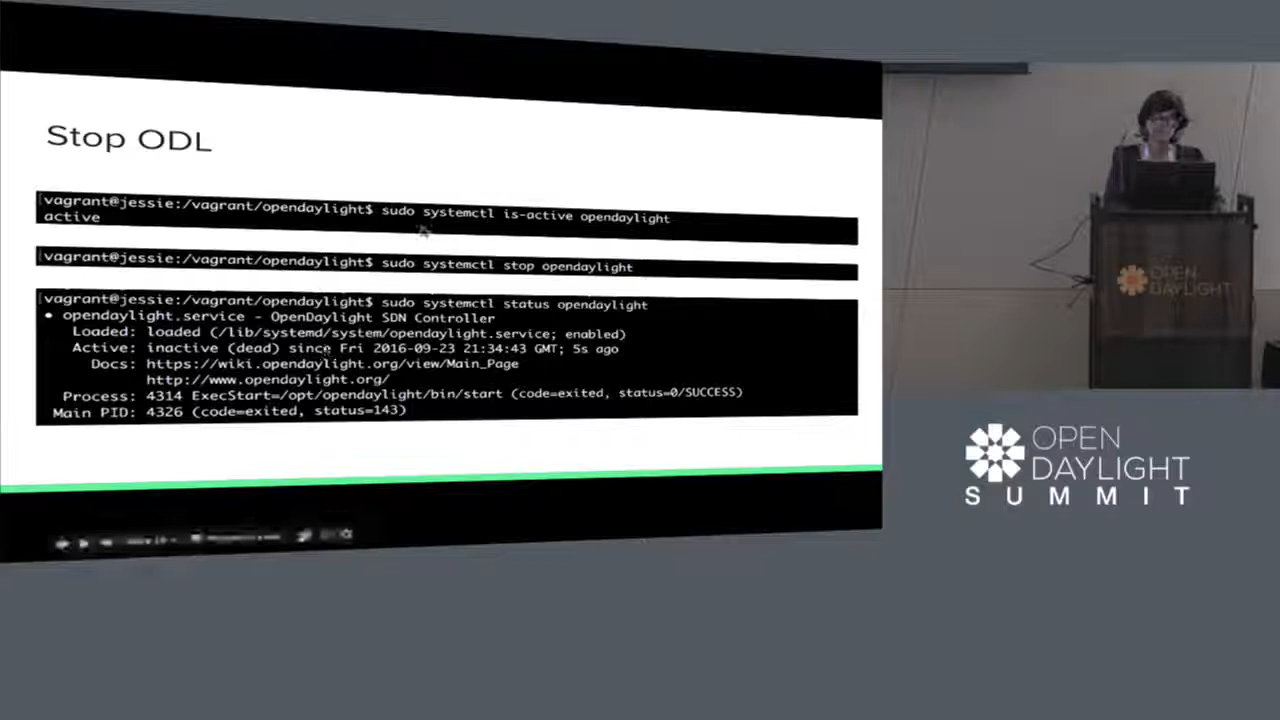 Stop ODL
[vagrant@jessie:/vagrant/opendaylight$ sudo systemctl is-active opendaylight
active
[vagrant@jessie:/vagrant/opendaylight$ sudo systemctl stop opendaylight
[vagrant@jessie:/vagrant/opendaylight$ sudo systemctl status opendaylight
● opendaylight.service - OpenDaylight SDN Controller
Loaded: loaded (/lib/systemd/system/opendaylight.service; enabled)
Active: inactive (dead) since Fri 2016-09-23 21:34:43 GMT; 5s ago
Docs: https://wiki.opendaylight.org/view/Main_Page
http://www.opendaylight.org/
Process: 4314 ExecStart=/opt/opendaylight/bin/start (code=exited, status=0/SUCCESS)
Main PID: 4326 (code=exited, status=143)
OPEN
DAYLIGHT
OPEN
DAYLIGHT
SUMMIT